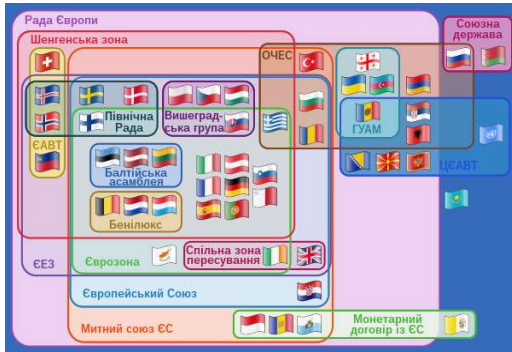 Рада Європи
Союзна
держава
Шенгенська зона
ОЧЕС
Північна
Рада
Вишеград-
ська група
ГУАМ
ЄАВТ
ЦЄАВТ
Балтійська
асамблея
Бенілюкс
Єврозона
Спільна зона
пересування
ЄЕЗ
Європейський Союз
Митний союз ЄС
Монетарний
договір із ЄС